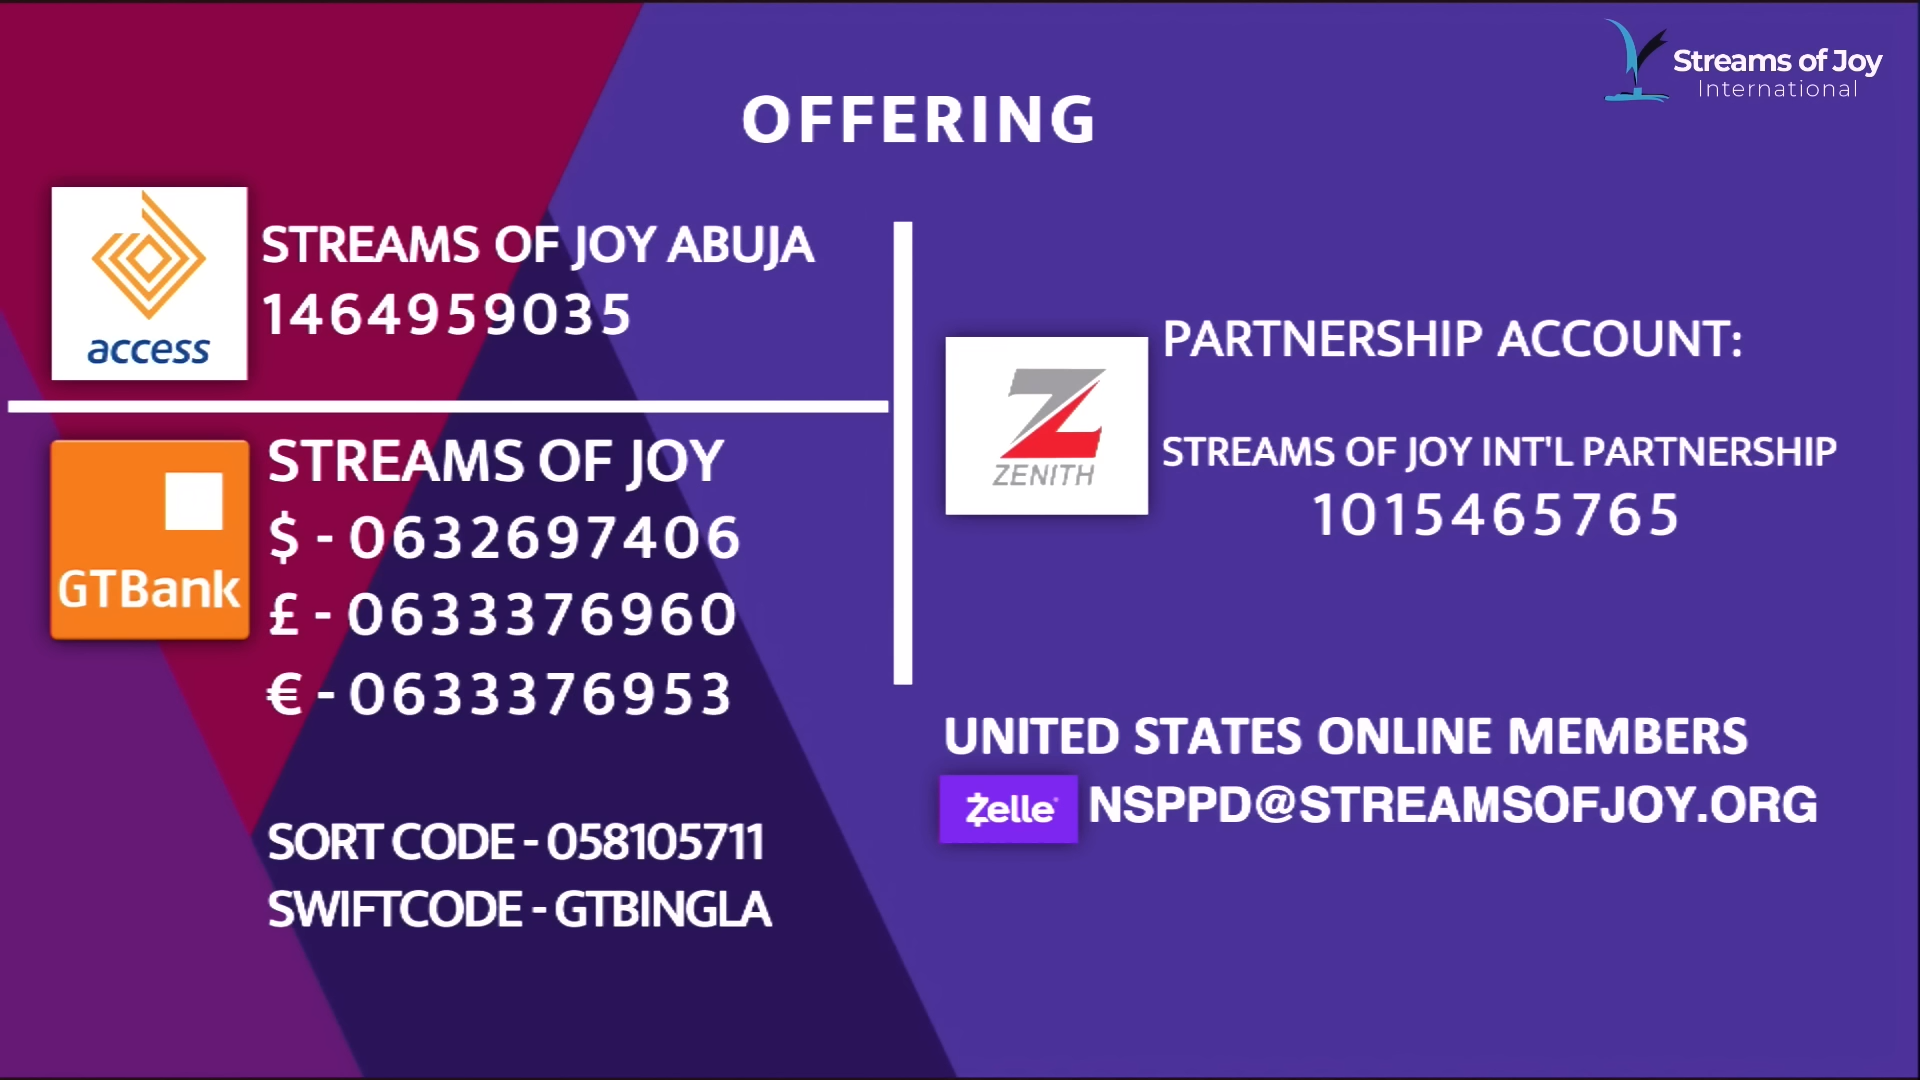 Streams of Joy
International
OFFERING
access
STREAMS OF JOY ABUJA
1464959035
GTBank
STREAMS OF JOY
$ - 0632697406
£ - 0633376960
€ - 0633376953
SORT CODE - 058105711
SWIFTCODE - GTBINGLA
ZENITH
PARTNERSHIP ACCOUNT:
STREAMS OF JOY INT'L PARTNERSHIP
1015465765
UNITED STATES ONLINE MEMBERS
Zelle NSPPD@STREAMSOFJOY.ORG